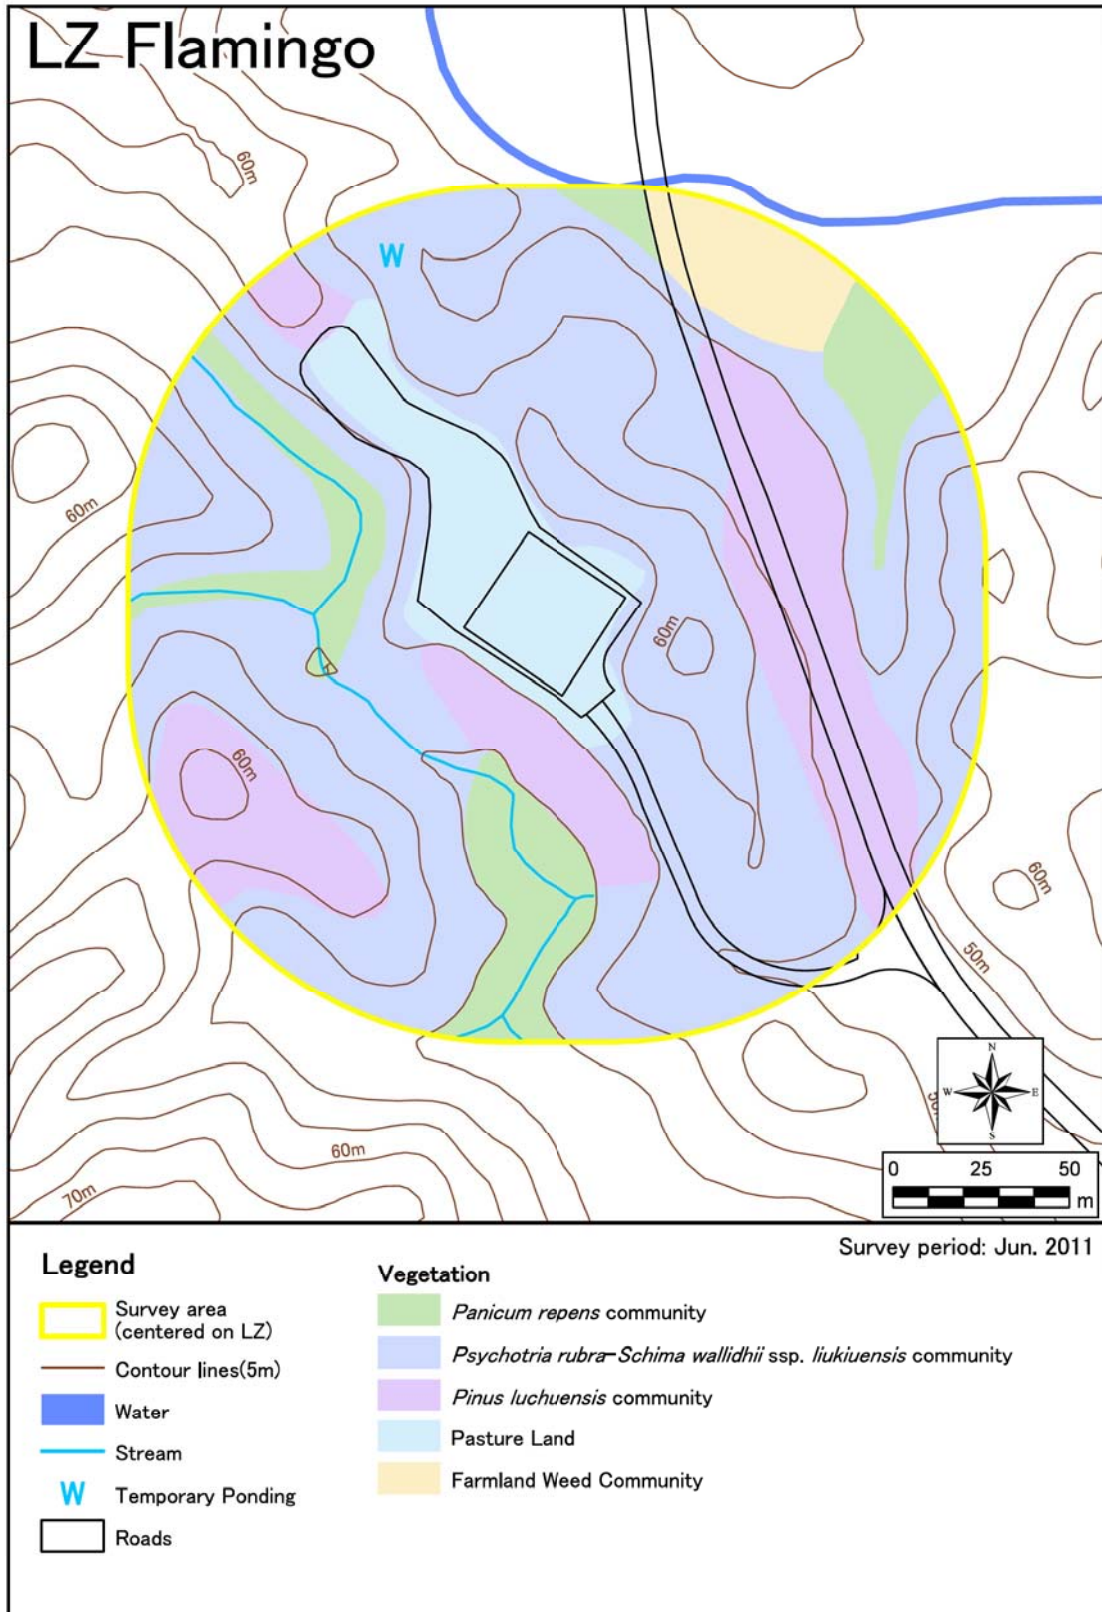 LZ Flamingo
60m
W
60m
60m
60m
60m
50m
60m
70m
N
W
E
S
0 25 50
m
Survey period: Jun. 2011
Legend
Survey area
(centered on LZ)
Contour lines(5m)
Water
Stream
W Temporary Ponding
Roads
Vegetation
Panicum repens community
Psychotria rubra-Schima wallidhii ssp. liukiuensis community
Pinus luchuensis community
Pasture Land
Farmland Weed Community